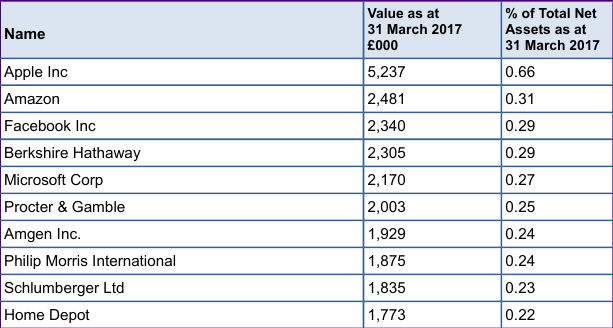 Name Value as at 31 March 2017 £000 % of Total Net Assets as at 31 March 2017
Apple Inc 5,237 0.66
Amazon 2,481 0.31
Facebook Inc 2,340 0.29
Berkshire Hathaway 2,305 0.29
Microsoft Corp 2,170 0.27
Procter & Gamble 2,003 0.25
Amgen Inc. 1,929 0.24
Philip Morris International 1,875 0.24
Schlumberger Ltd 1,835 0.23
Home Depot 1,773 0.22